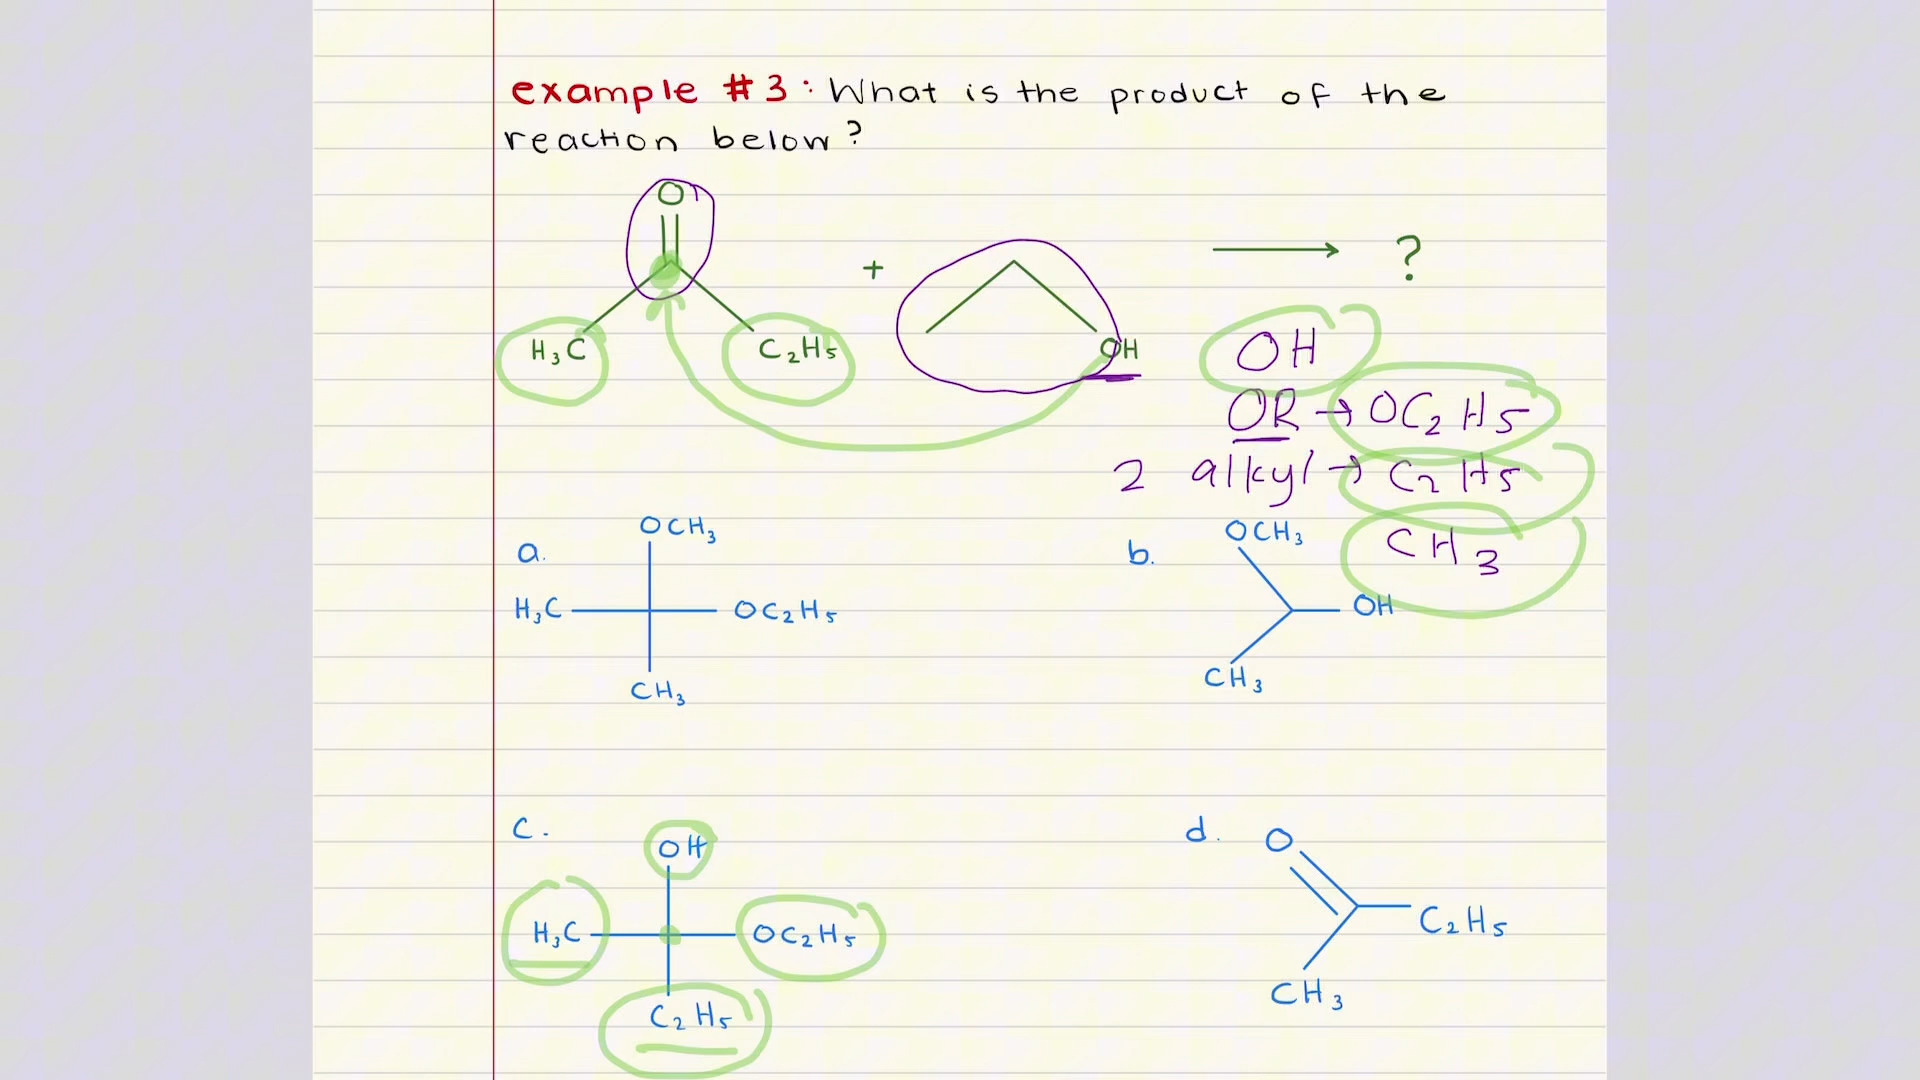 example #3: What is the product of the
reaction below?
O
H₃C
C₂H₅
+
OH
?
OH
OR → OC₂H₅
2 alkyl → C₂H₅
CH₃
a.
OCH₃
H₃C
OC₂H₅
CH₃
b.
OCH₃
OH
CH₃
c.
OH
H₃C
OC₂H₅
C₂H₅
d.
O
C₂H₅
CH₃